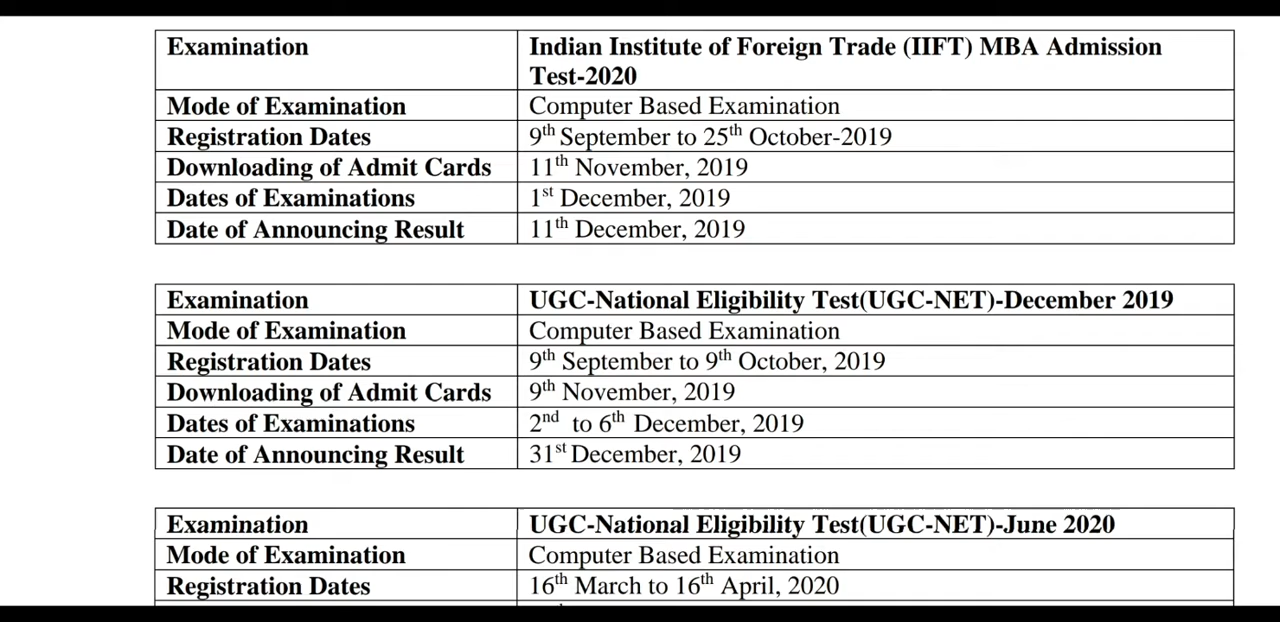 Examination Indian Institute of Foreign Trade (IIFT) MBA Admission
Test-2020
Mode of Examination Computer Based Examination
Registration Dates 9th September to 25th October-2019
Downloading of Admit Cards 11th November, 2019
Dates of Examinations 1st December, 2019
Date of Announcing Result 11th December, 2019
Examination UGC-National Eligibility Test(UGC-NET)-December 2019
Mode of Examination Computer Based Examination
Registration Dates 9th September to 9th October, 2019
Downloading of Admit Cards 9th November, 2019
Dates of Examinations 2nd to 6th December, 2019
Date of Announcing Result 31st December, 2019
Examination UGC-National Eligibility Test(UGC-NET)-June 2020
Mode of Examination Computer Based Examination
Registration Dates 16th March to 16th April, 2020